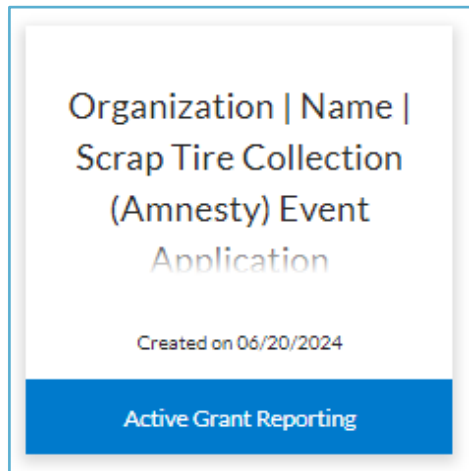 Organization | Name |
Scrap Tire Collection
(Amnesty) Event
Application
Created on 06/20/2024
Active Grant Reporting